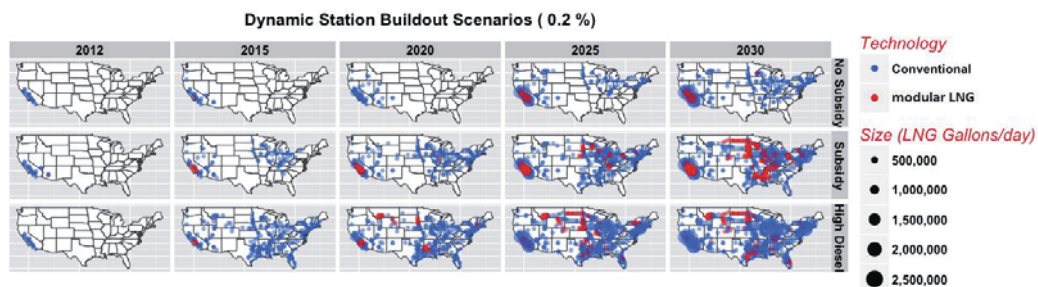 Dynamic Station Buildout Scenarios ( 0.2 %)
2012 2015 2020 2025 2030
No Subsidy
Subsidy
High Diesel
Technology
Conventional
modular LNG
Size (LNG Gallons/day)
500,000
1,000,000
1,500,000
2,000,000
2,500,000